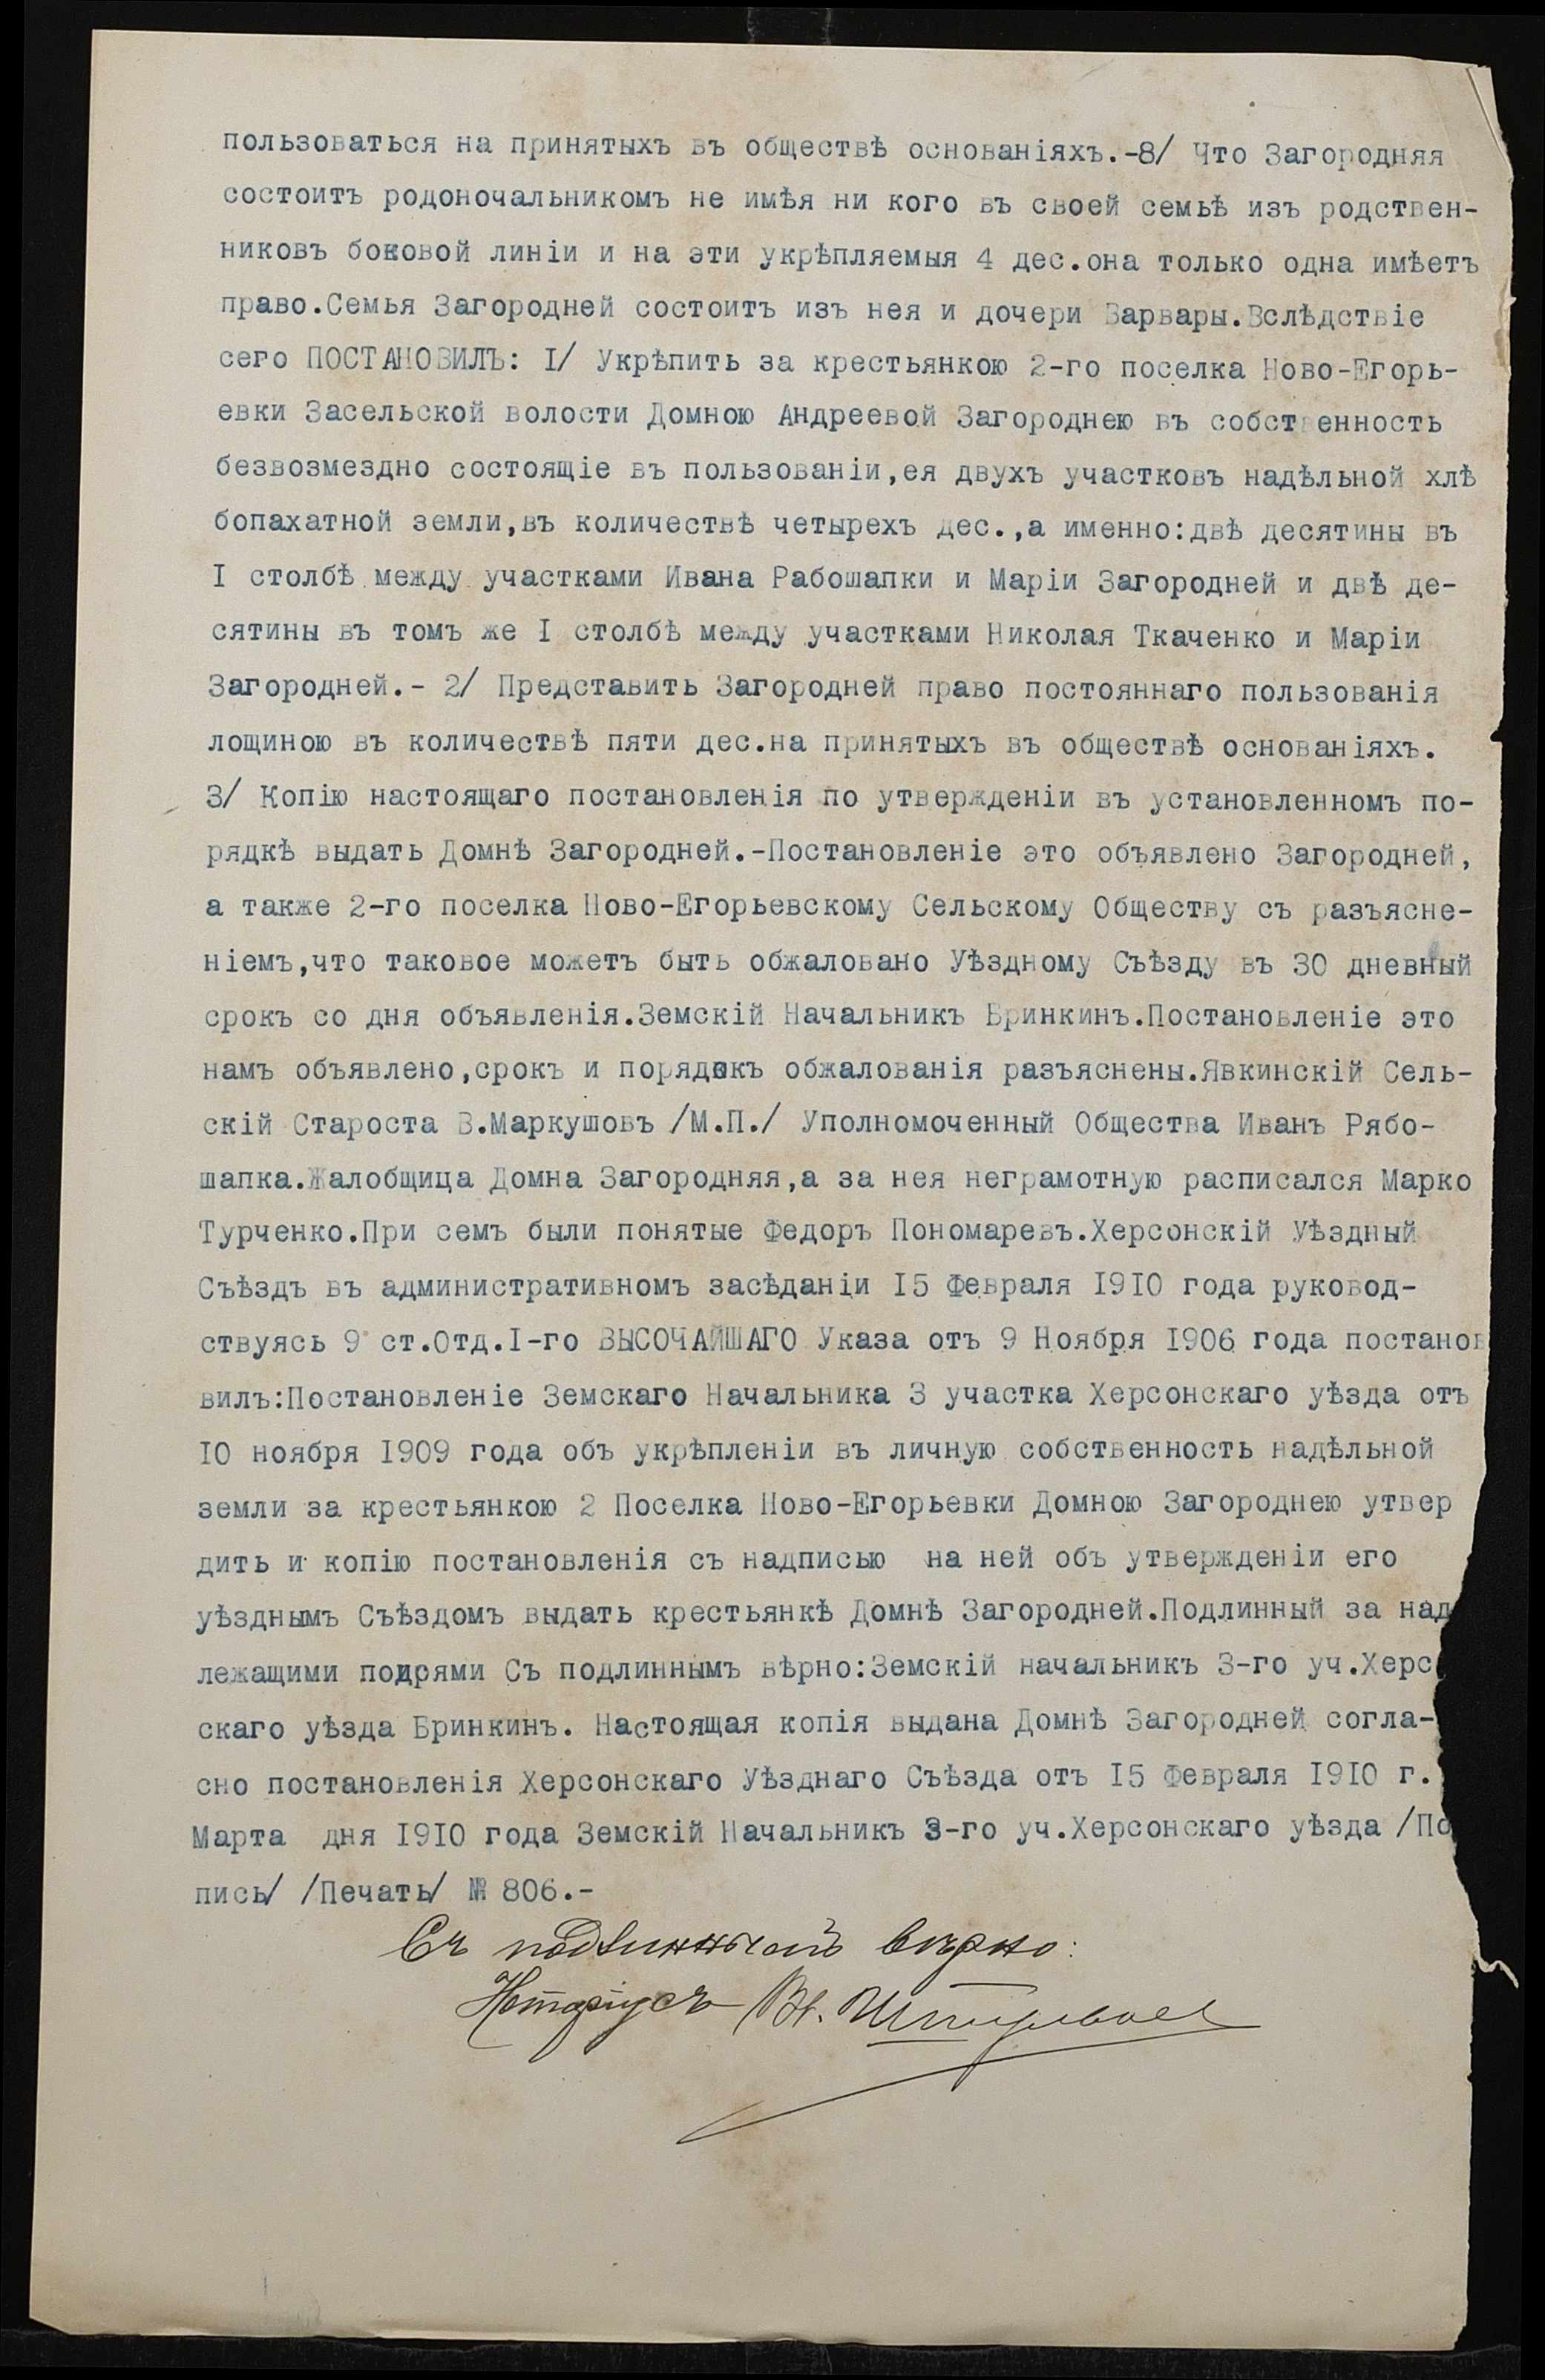 пользоваться на принятыхъ въ обществѣ основаніяхъ.-8/ Что Загородняя
состоитъ родоночальникомъ не имѣя ни кого въ своей семьѣ изъ родствен-
никовъ боковой линіи и на эти укрѣпляемыя 4 дес.она только одна имѣетъ
право.Семья Загородней состоитъ изъ нея и дочери Варвары.Вслѣдствіе
сего ПОСТАНОВИЛЪ: I/ Укрѣпить за крестьянкою 2-го поселка Ново-Егорь-
евки Засельской волости Домною Андреевой Загороднею въ собственность
безвозмездно состоящіе въ пользованіи,ея двухъ участковъ надѣльной хлѣ
бопахатной земли,въ количествѣ четырехъ дес.,а именно:двѣ десятины въ
I столбѣ между участками Ивана Рабошапки и Маріи Загородней и двѣ де-
сятины въ томъ же I столбѣ между участками Николая Ткаченко и Маріи
Загородней.- 2/ Представить Загородней право постояннаго пользованія
лощиною въ количествѣ пяти дес.на принятыхъ въ обществѣ основаніяхъ.
3/ Копію настоящаго постановленія по утвержденіи въ установленномъ по-
рядкѣ выдать Домнѣ Загородней.-Постановленіе это объявлено Загородней,
а также 2-го поселка Ново-Егорьевскому Сельскому Обществу съ разъясне-
ніемъ,что таковое можетъ быть обжаловано Уѣздному Съѣзду въ 30 дневный
срокъ со дня объявленія.Земскій Начальникъ Бринкинъ.Постановленіе это
намъ объявлено,срокъ и порядокъ обжалованія разъяснены.Явкинскій Сель-
скій Староста В.Маркушовъ /М.П./ Уполномоченный Общества Иванъ Рябо-
шапка.Жалобщица Домна Загородняя,а за нея неграмотную расписался Марко
Турченко.При семъ были понятые Федоръ Пономаревъ.Херсонскій Уѣздный
Съѣздъ въ административномъ засѣданіи I5 Февраля I9I0 года руковод-
ствуясь 9 ст.Отд.I-го ВЫСОЧАЙШАГО Указа отъ 9 Ноября I906 года постанов
вилъ:Постановленіе Земскаго Начальника 3 участка Херсонскаго уѣзда отъ
I0 ноября I909 года объ укрѣпленіи въ личную собственность надѣльной
земли за крестьянкою 2 Поселка Ново-Егорьевки Домною Загороднею утвер
дить и копію постановленія съ надписью на ней объ утвержденіи его
уѣзднымъ Съѣздомъ выдать крестьянкѣ Домнѣ Загородней.Подлинный за над
лежащими Съ подлиннымъ вѣрно:Земскій начальникъ 3-го уч.Херс
скаго уѣзда Бринкинъ. Настоящая копія выдана Домнѣ Загородней согла-
сно постановленія Херсонскаго Уѣзднаго Съѣзда отъ I5 Февраля I9I0 г.
Марта дня I9I0 года Земскій Начальникъ 3-го уч.Херсонскаго уѣзда /По
пись/ /Печать/ № 806.-
Съ подлиннымъ вѣрно:
Нотаріусъ Вл.